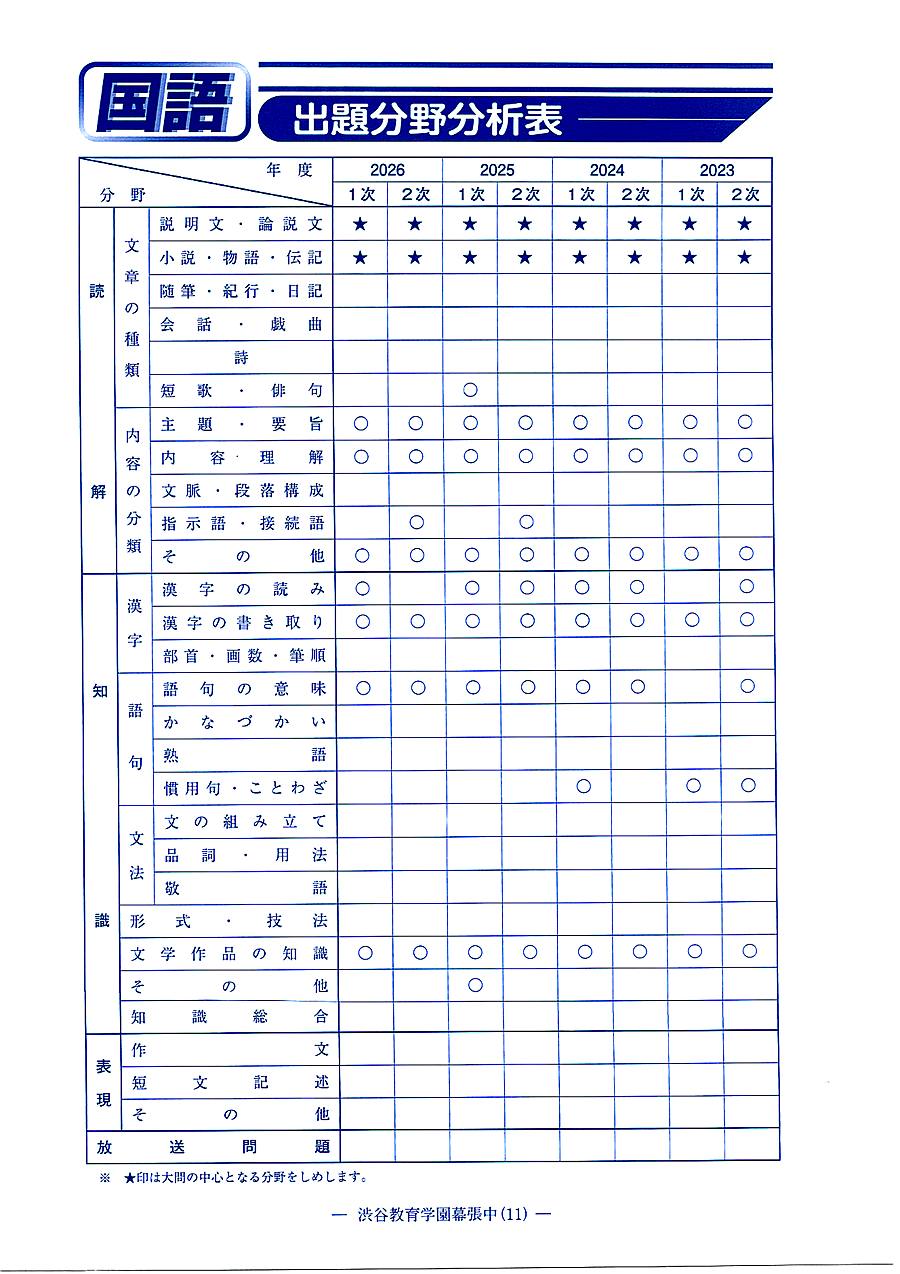 国語
出題分野分析表
年度 2026 2025 2024 2023
分野 1次 2次 1次 2次 1次 2次 1次 2次
読解
文章の種類
説明文・論説文 ★ ★ ★ ★ ★ ★ ★ ★
小説・物語・伝記 ★ ★ ★ ★ ★ ★ ★ ★
随筆・紀行・日記
会話・戯曲
詩
短歌・俳句 ○
内容の分類
主題・要旨 ○ ○ ○ ○ ○ ○ ○ ○
内容理解 ○ ○ ○ ○ ○ ○ ○ ○
文脈・段落構成
指示語・接続語 ○ ○
その他 ○ ○ ○ ○ ○ ○ ○ ○
知識
漢字
漢字の読み ○ ○ ○ ○ ○ ○
漢字の書き取り ○ ○ ○ ○ ○ ○ ○ ○
部首・画数・筆順
語句
語句の意味 ○ ○ ○ ○ ○ ○ ○
かなづかい
熟語
慣用句・ことわざ ○ ○ ○
文法
文の組み立て
品詞・用法
敬語
形式・技法
文学作品の知識 ○ ○ ○ ○ ○ ○ ○ ○
その他 ○
知識総合
表現
作文
短文記述
その他
放送問題
※ ★印は大問の中心となる分野をしめします。
― 渋谷教育学園幕張中(11) ―